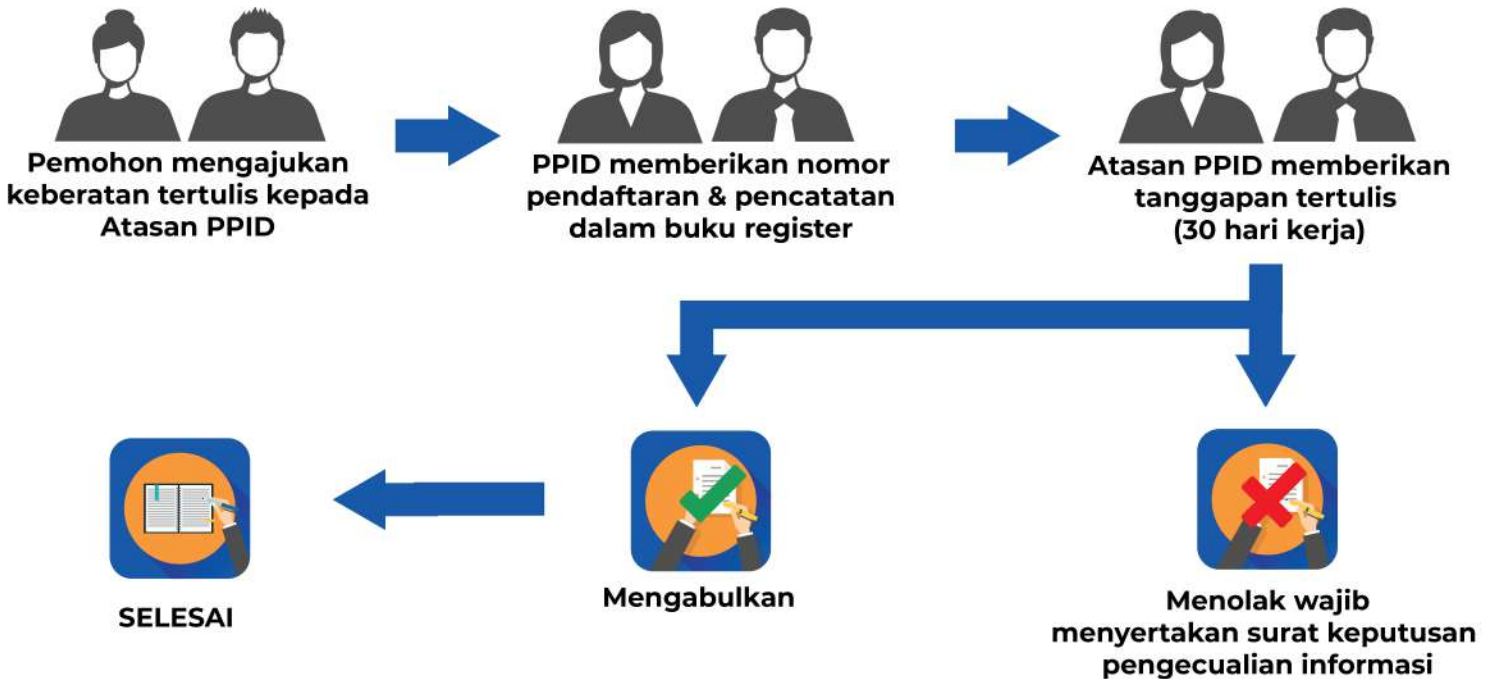 Pemohon mengajukan
keberatan tertulis kepada
Atasan PPID
PPID memberikan nomor
pendaftaran & pencatatan
dalam buku register
Atasan PPID memberikan
tanggapan tertulis
(30 hari kerja)
SELESAI
Mengabulkan
Menolak wajib
menyertakan surat keputusan
pengecualian informasi